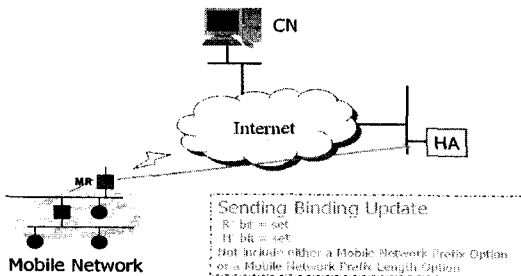 CN
Internet
HA
MR
Mobile Network
Sending Binding Update
'R' bit = set
'H' bit = set
Not include either a Mobile Network Prefix Option
or a Mobile Network Prefix Length Option